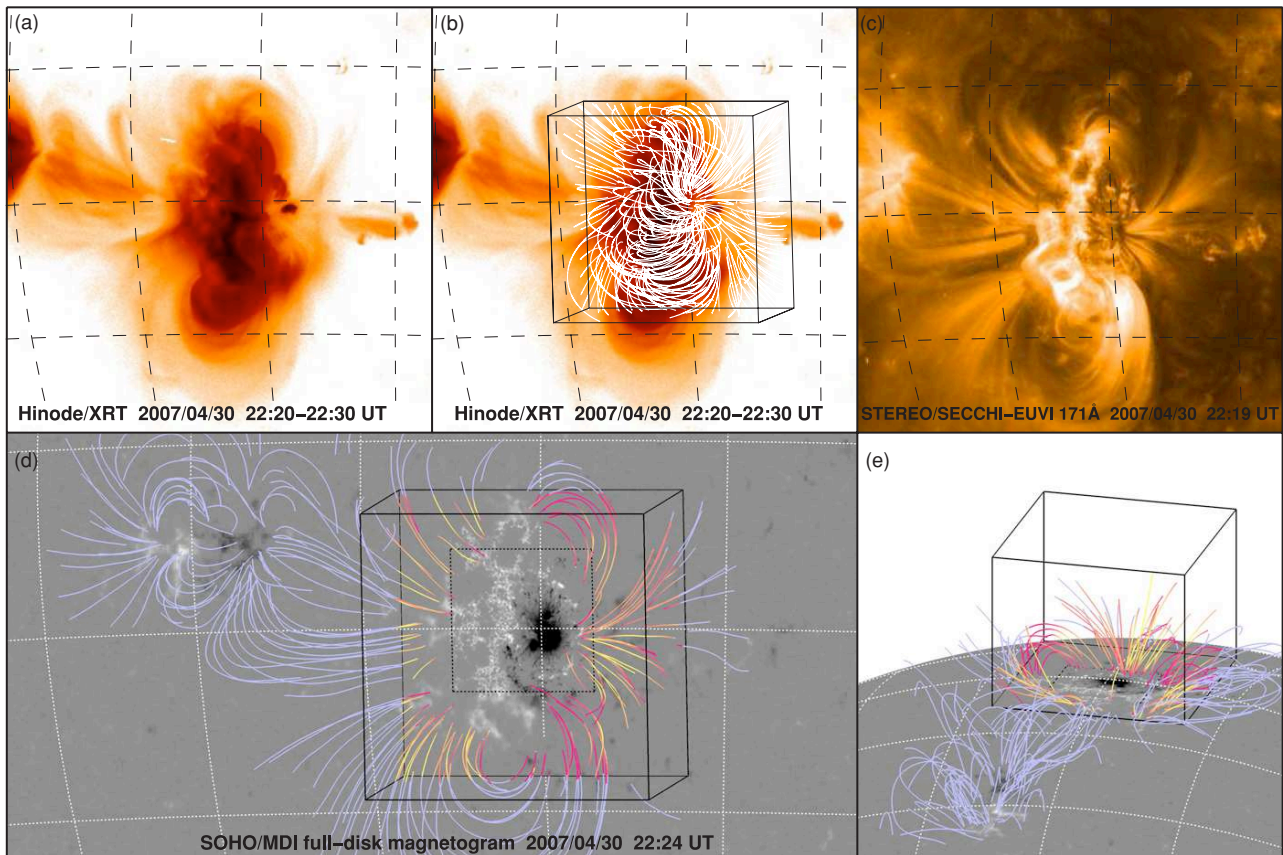 (a)
(b)
(c)
Hinode/XRT 2007/04/30 22:20–22:30 UT
Hinode/XRT 2007/04/30 22:20–22:30 UT
STEREO/SECCHI–EUVI 171Å 2007/04/30 22:19 UT
(d)
(e)
SOHO/MDI full–disk magnetogram 2007/04/30 22:24 UT